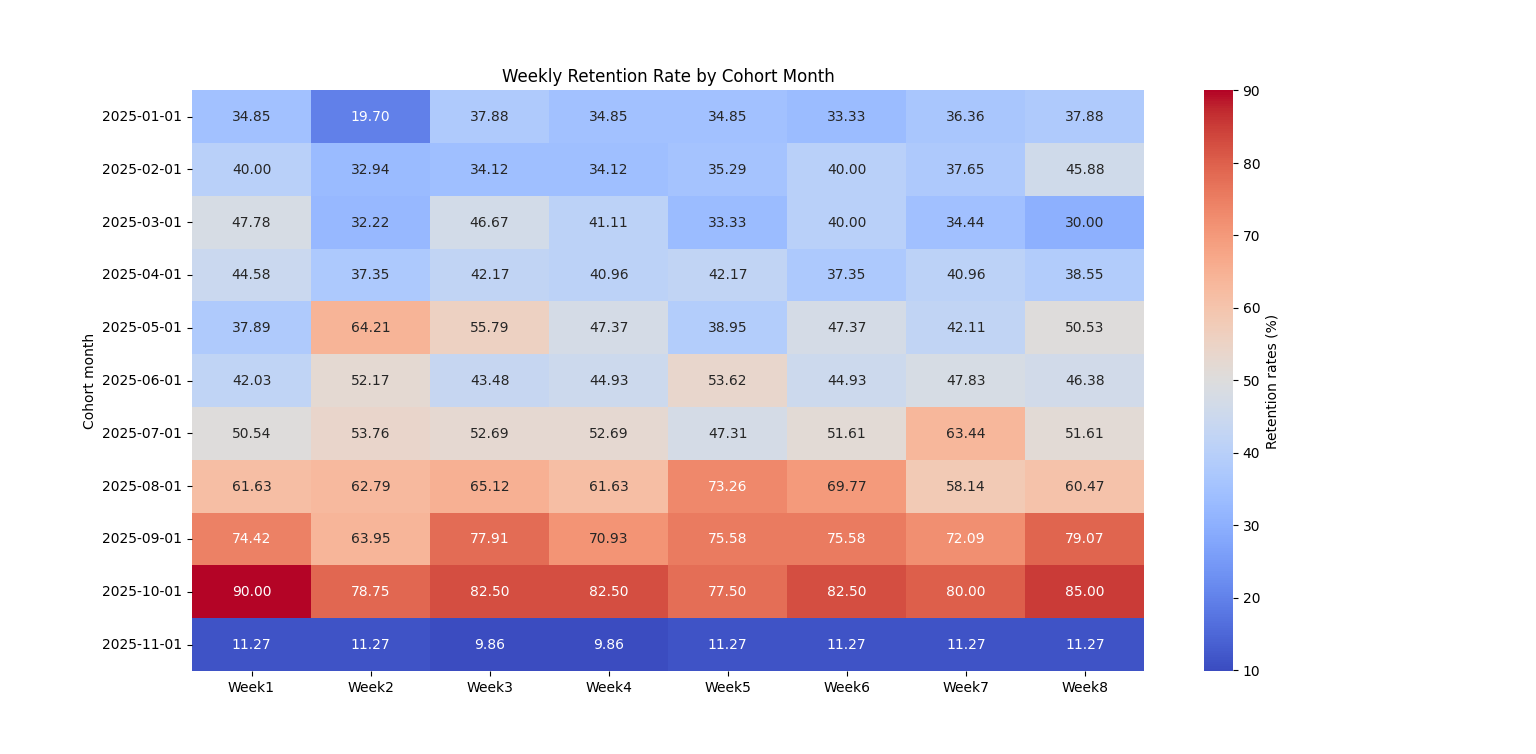 Weekly Retention Rate by Cohort Month
2025-01-01 34.85 19.70 37.88 34.85 34.85 33.33 36.36 37.88
2025-02-01 40.00 32.94 34.12 34.12 35.29 40.00 37.65 45.88
2025-03-01 47.78 32.22 46.67 41.11 33.33 40.00 34.44 30.00
2025-04-01 44.58 37.35 42.17 40.96 42.17 37.35 40.96 38.55
2025-05-01 37.89 64.21 55.79 47.37 38.95 47.37 42.11 50.53
2025-06-01 42.03 52.17 43.48 44.93 53.62 44.93 47.83 46.38
2025-07-01 50.54 53.76 52.69 52.69 47.31 51.61 63.44 51.61
2025-08-01 61.63 62.79 65.12 61.63 73.26 69.77 58.14 60.47
2025-09-01 74.42 63.95 77.91 70.93 75.58 75.58 72.09 79.07
2025-10-01 90.00 78.75 82.50 82.50 77.50 82.50 80.00 85.00
2025-11-01 11.27 11.27 9.86 9.86 11.27 11.27 11.27 11.27
Week1 Week2 Week3 Week4 Week5 Week6 Week7 Week8
Cohort month
90
80
70
60
50
40
30
20
10
Retention rates (%)